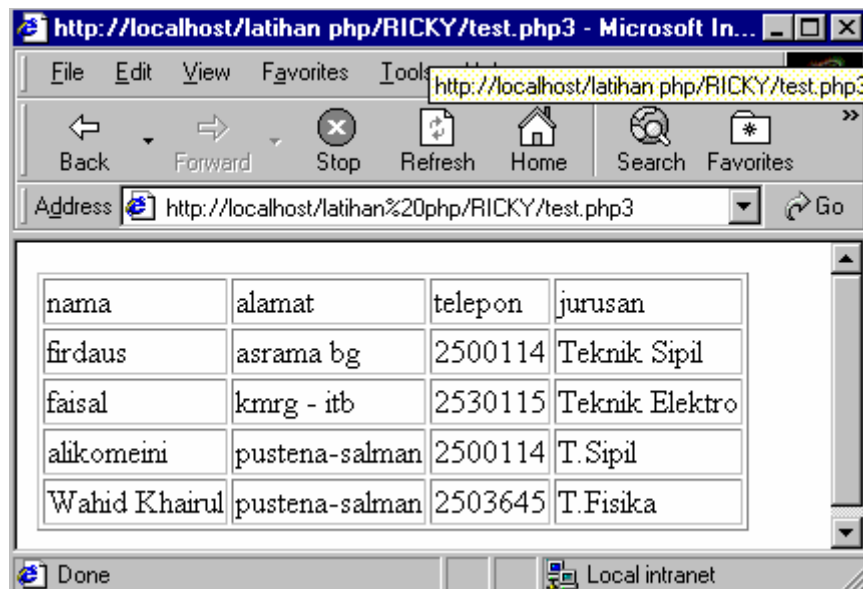 http://localhost/latihan php/RICKY/test.php3 - Microsoft In...
File Edit View Favorites Tools
http://localhost/latihan php/RICKY/test.php3
Back Forward Stop Refresh Home Search Favorites »
Address http://localhost/latihan%20php/RICKY/test.php3 Go
nama alamat telepon jurusan
firdaus asrama bg 2500114 Teknik Sipil
faisal kmrg - itb 2530115 Teknik Elektro
alikomeini pustena-salman 2500114 T.Sipil
Wahid Khairul pustena-salman 2503645 T.Fisika
Done Local intranet